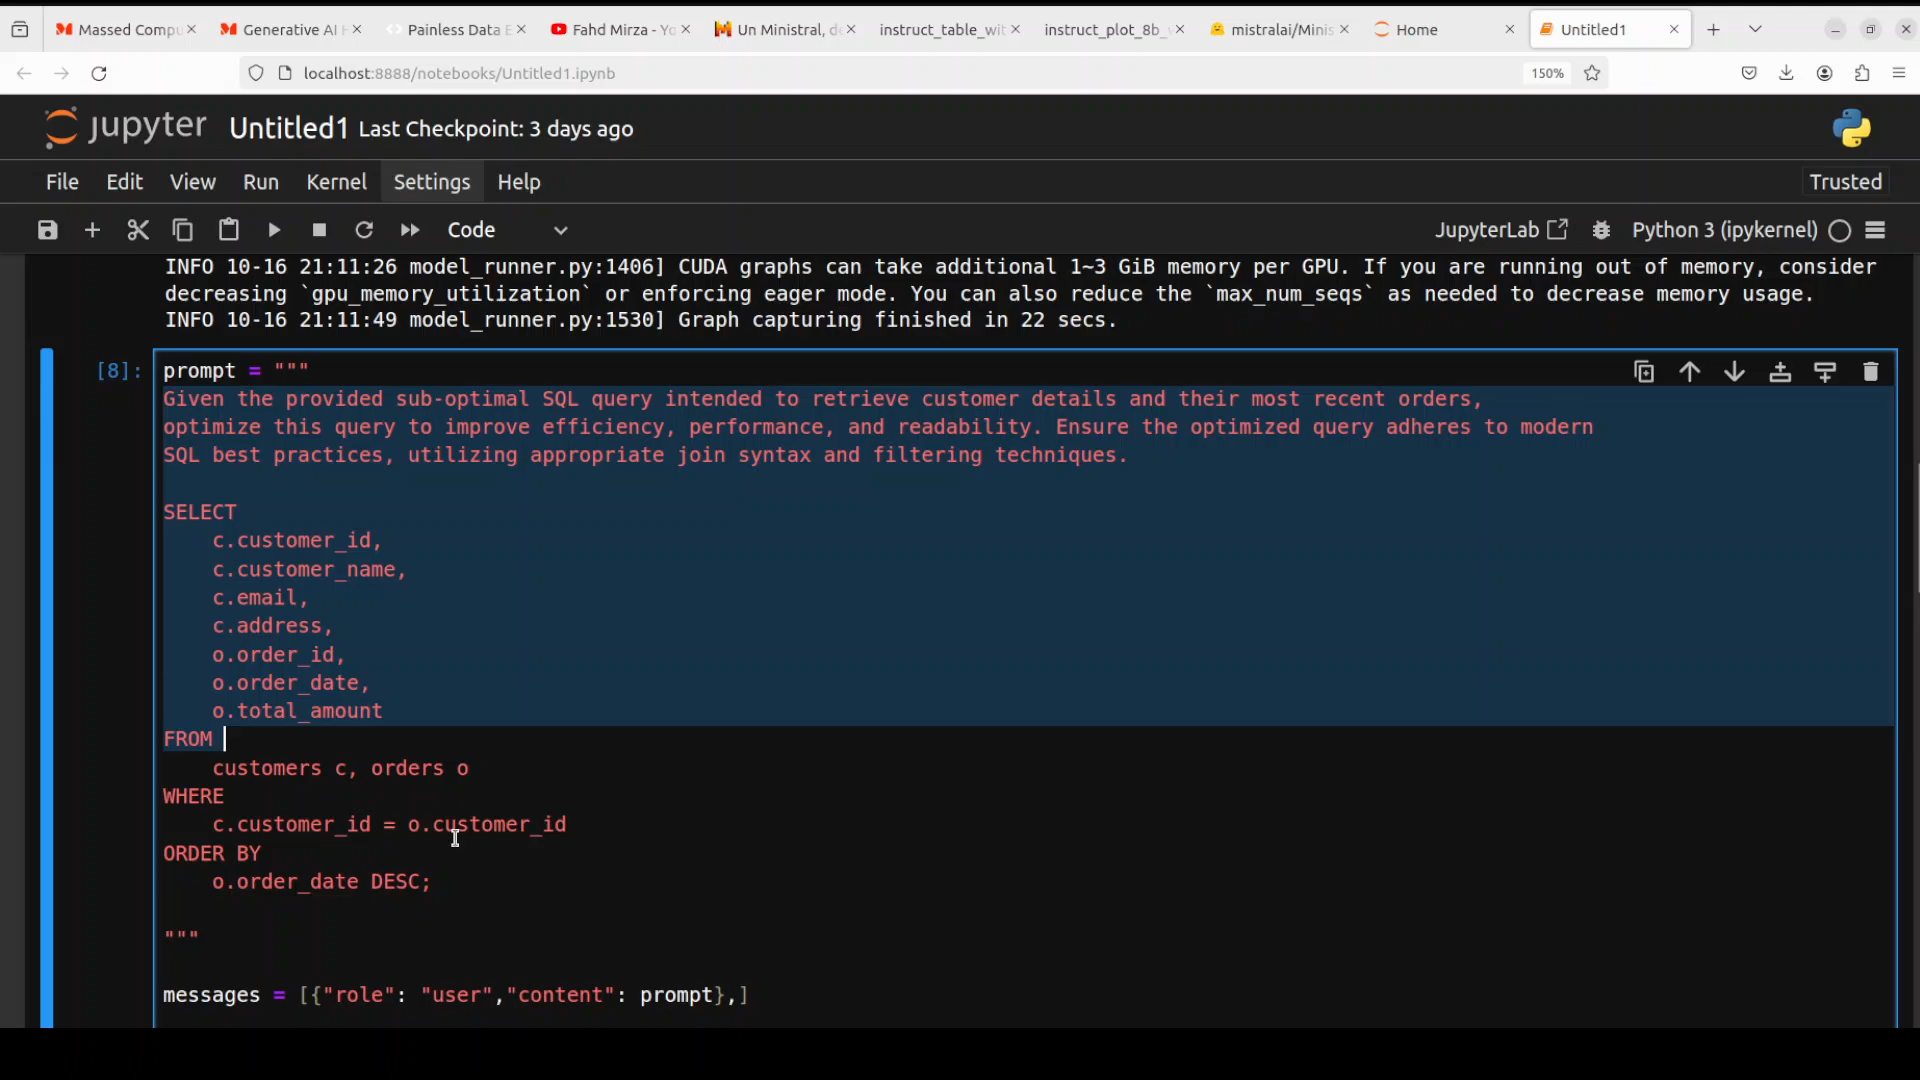 Massed Compu
Generative AI H
Painless Data E
Fahd Mirza - Yo
Un Ministral, d
instruct_table_wit
instruct_plot_8b_
mistralai/Minis
Home
Untitled1
localhost:8888/notebooks/Untitled1.ipynb
150%
jupyter Untitled1 Last Checkpoint: 3 days ago
File Edit View Run Kernel Settings Help
Trusted
Code
JupyterLab
Python 3 (ipykernel)
INFO 10-16 21:11:26 model_runner.py:1406] CUDA graphs can take additional 1~3 GiB memory per GPU. If you are running out of memory, consider
decreasing `gpu_memory_utilization` or enforcing eager mode. You can also reduce the `max_num_seqs` as needed to decrease memory usage.
INFO 10-16 21:11:49 model_runner.py:1530] Graph capturing finished in 22 secs.
[8]: prompt = """
Given the provided sub-optimal SQL query intended to retrieve customer details and their most recent orders,
optimize this query to improve efficiency, performance, and readability. Ensure the optimized query adheres to modern
SQL best practices, utilizing appropriate join syntax and filtering techniques.
SELECT
c.customer_id,
c.customer_name,
c.email,
c.address,
o.order_id,
o.order_date,
o.total_amount
FROM
customers c, orders o
WHERE
c.customer_id = o.customer_id
ORDER BY
o.order_date DESC;
"""
messages = [{"role": "user","content": prompt},]